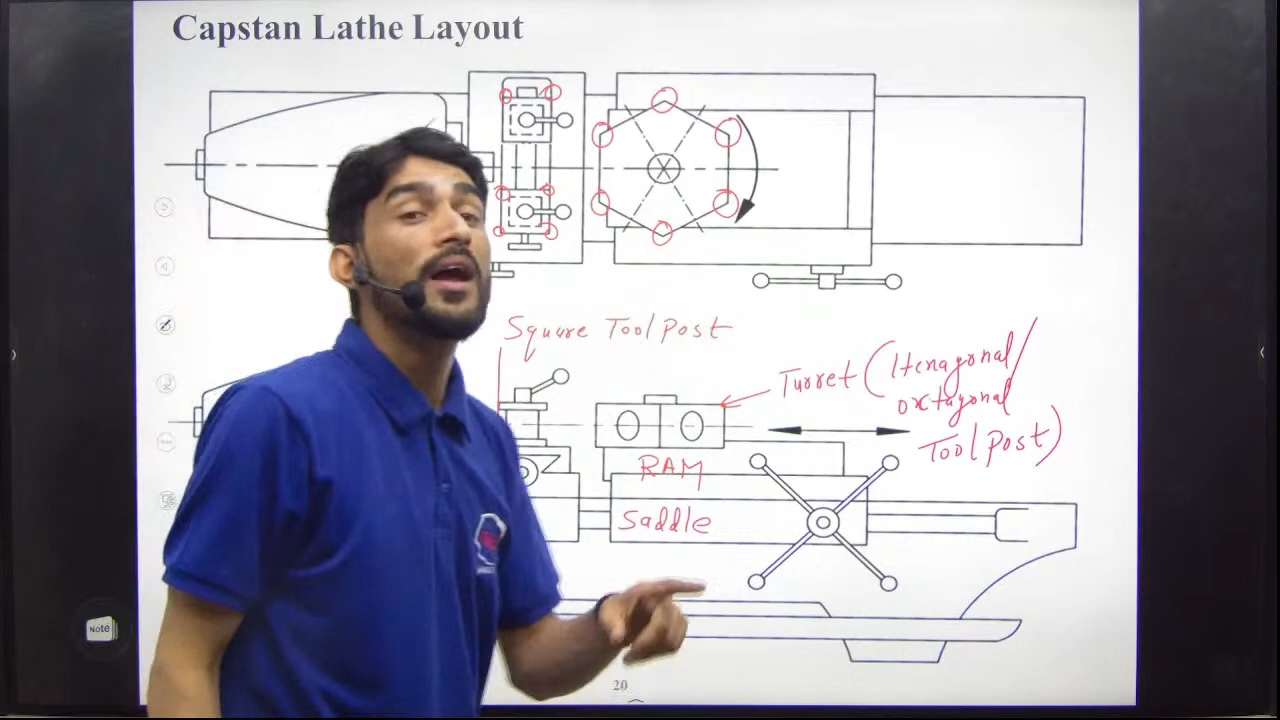 Capstan Lathe Layout
Square Tool Post
Turret (Hexagonal/
octagonal
Tool Post)
RAM
Saddle
Note
20